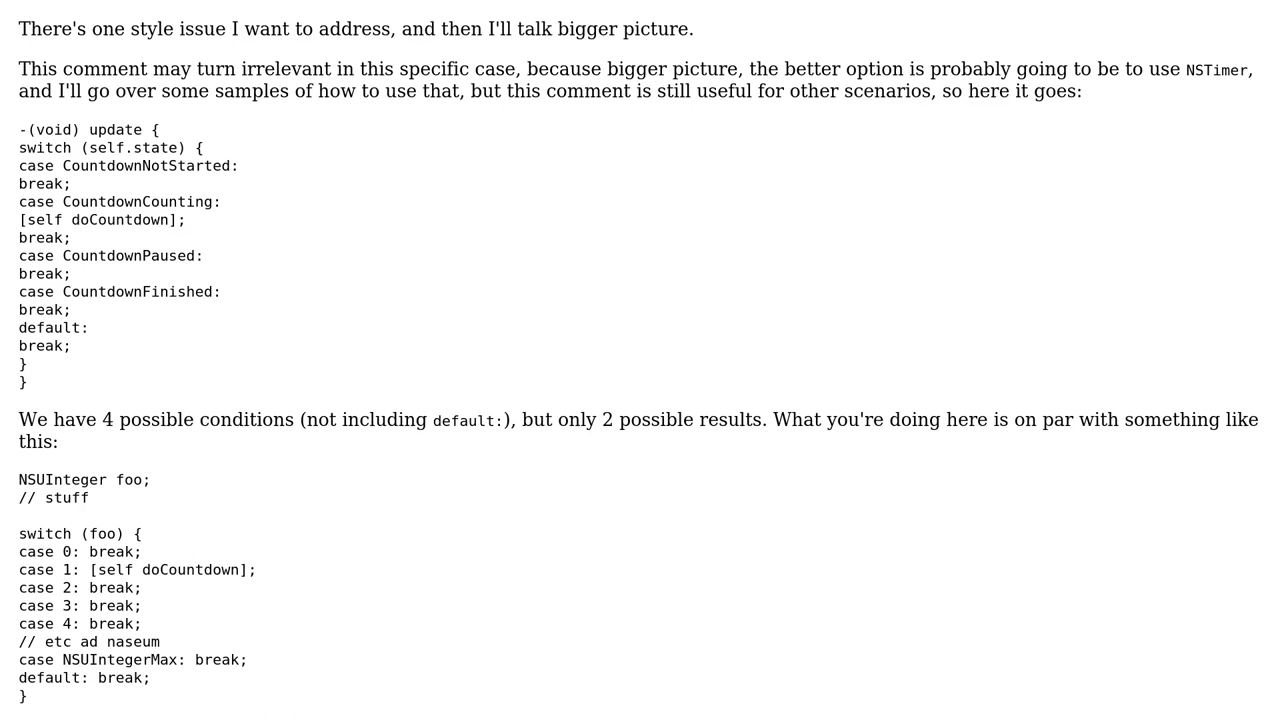 There's one style issue I want to address, and then I'll talk bigger picture.
This comment may turn irrelevant in this specific case, because bigger picture, the better option is probably going to be to use NSTimer,
and I'll go over some samples of how to use that, but this comment is still useful for other scenarios, so here it goes:
-(void) update {
switch (self.state) {
case CountdownNotStarted:
break;
case CountdownCounting:
[self doCountdown];
break;
case CountdownPaused:
break;
case CountdownFinished:
break;
default:
break;
}
}
We have 4 possible conditions (not including default:), but only 2 possible results. What you're doing here is on par with something like
this:
NSUInteger foo;
// stuff
switch (foo) {
case 0: break;
case 1: [self doCountdown];
case 2: break;
case 3: break;
case 4: break;
// etc ad naseum
case NSUIntegerMax: break;
default: break;
}